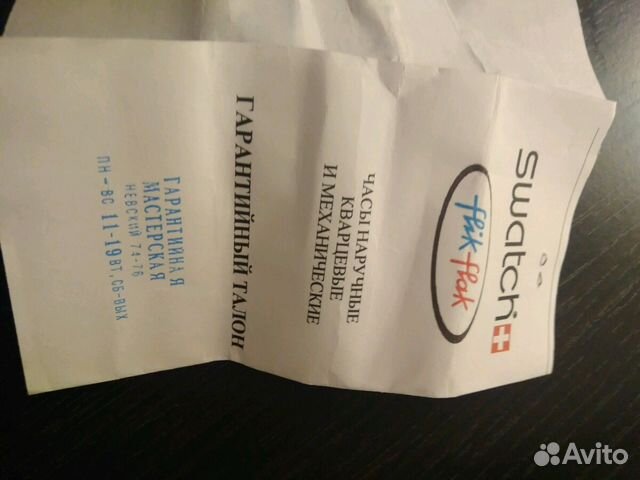 swatch
flik flak
ЧАСЫ НАРУЧНЫЕ
КВАРЦЕВЫЕ
И МЕХАНИЧЕСКИЕ
ГАРАНТИЙНЫЙ ТАЛОН
ГАРАНТИЙНАЯ
МАСТЕРСКАЯ
НЕВСКИЙ 74-76
ПН-ВС 11-19 ВТ, СБ-ВЫХ
Avito